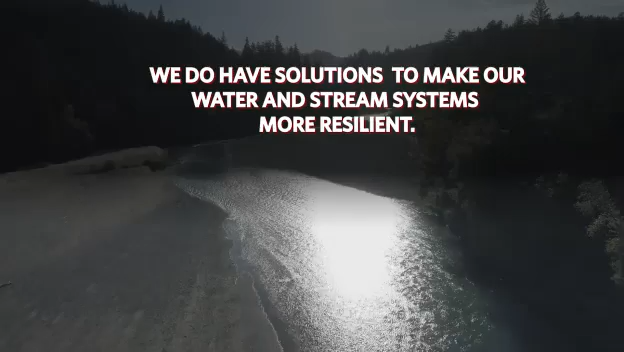 WE DO HAVE SOLUTIONS  TO MAKE OUR
WATER AND STREAM SYSTEMS
MORE RESILIENT.